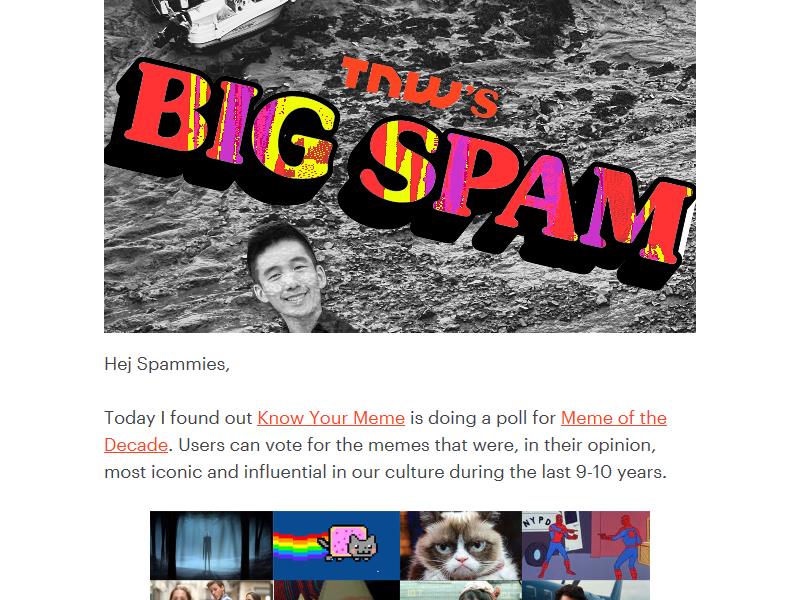 TNW'S
BIG SPAM
Hej Spammies,
Today I found out Know Your Meme is doing a poll for Meme of the
Decade. Users can vote for the memes that were, in their opinion,
most iconic and influential in our culture during the last 9-10 years.
NYPD